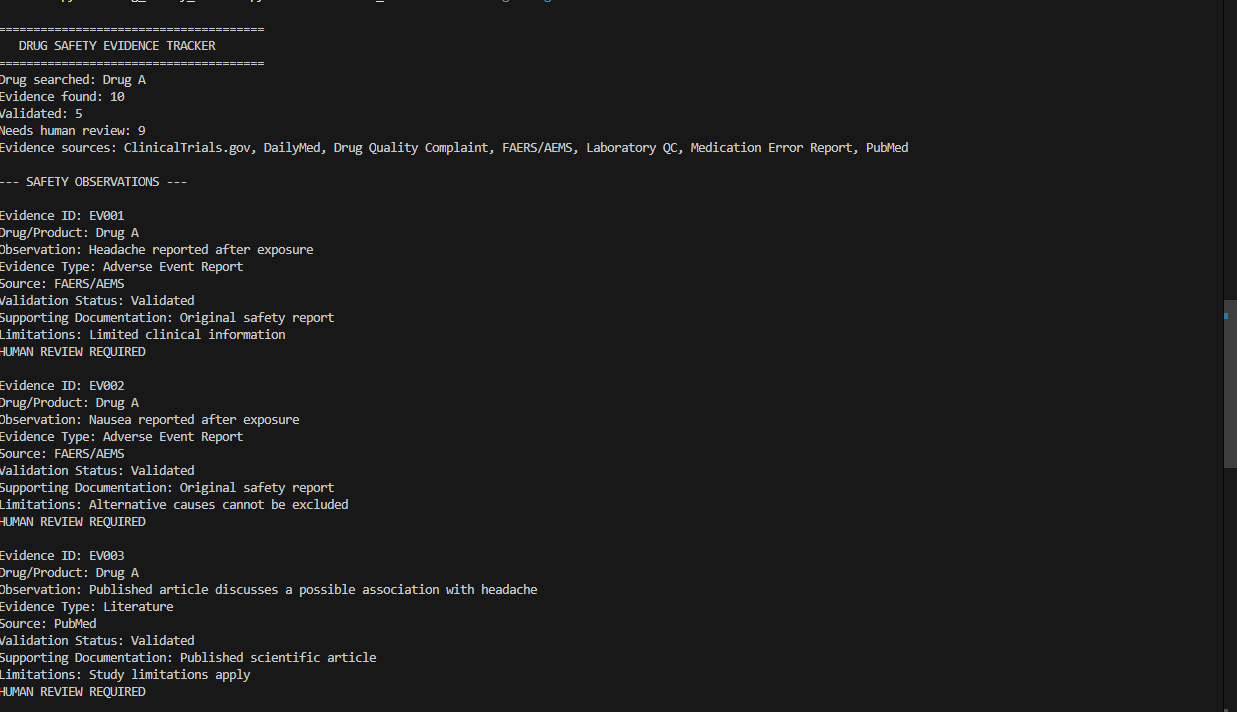 ======================================
DRUG SAFETY EVIDENCE TRACKER
======================================
Drug searched: Drug A
Evidence found: 10
Validated: 5
Needs human review: 9
Evidence sources: ClinicalTrials.gov, DailyMed, Drug Quality Complaint, FAERS/AEMS, Laboratory QC, Medication Error Report, PubMed
--- SAFETY OBSERVATIONS ---
Evidence ID: EV001
Drug/Product: Drug A
Observation: Headache reported after exposure
Evidence Type: Adverse Event Report
Source: FAERS/AEMS
Validation Status: Validated
Supporting Documentation: Original safety report
Limitations: Limited clinical information
HUMAN REVIEW REQUIRED
Evidence ID: EV002
Drug/Product: Drug A
Observation: Nausea reported after exposure
Evidence Type: Adverse Event Report
Source: FAERS/AEMS
Validation Status: Validated
Supporting Documentation: Original safety report
Limitations: Alternative causes cannot be excluded
HUMAN REVIEW REQUIRED
Evidence ID: EV003
Drug/Product: Drug A
Observation: Published article discusses a possible association with headache
Evidence Type: Literature
Source: PubMed
Validation Status: Validated
Supporting Documentation: Published scientific article
Limitations: Study limitations apply
HUMAN REVIEW REQUIRED